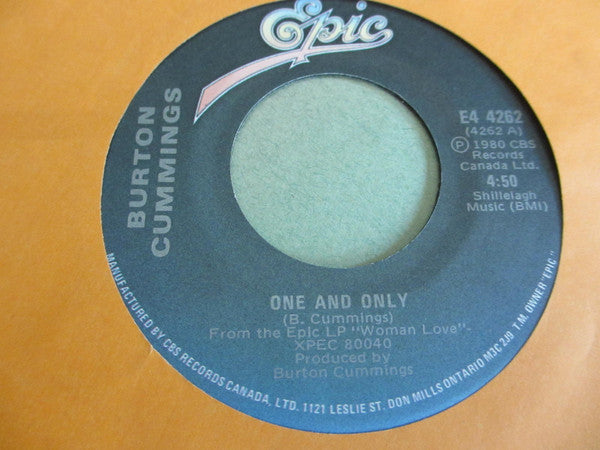 Epic
BURTON
CUMMINGS
E4 4262
(4262 A)
Ⓟ 1980 CBS
Records
Canada Ltd.
4:50
Shillelagh
Music (BMI)
ONE AND ONLY
(B. Cummings)
From the Epic LP "Woman Love"-
XPEC 80040
Produced by
Burton Cummings
MANUFACTURED BY CBS RECORDS CANADA, LTD. 1121 LESLIE ST. DON MILLS ONTARIO M3C 2J9 T.M. OWNER "EPIC"